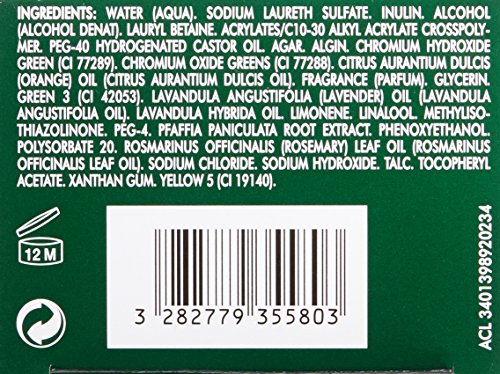 INGREDIENTS: WATER (AQUA). SODIUM LAURETH SULFATE. INULIN. ALCOHOL
(ALCOHOL DENAT). LAURYL BETAINE. ACRYLATES/C10-30 ALKYL ACRYLATE CROSSPOLY-
MER. PEG-40 HYDROGENATED CASTOR OIL. AGAR. ALGIN. CHROMIUM HYDROXIDE
GREEN (CI 77289). CHROMIUM OXIDE GREENS (CI 77288). CITRUS AURANTIUM DULCIS
(ORANGE) OIL (CITRUS AURANTIUM DULCIS OIL). FRAGRANCE (PARFUM). GLYCERIN.
GREEN 3 (CI 42053). LAVANDULA ANGUSTIFOLIA (LAVENDER) OIL (LAVANDULA
ANGUSTIFOLIA OIL). LAVANDULA HYBRIDA OIL. LIMONENE. LINALOOL. METHYLISO-
THIAZOLINONE. PEG-4. PFAFFIA PANICULATA ROOT EXTRACT. PHENOXYETHANOL.
POLYSORBATE 20. ROSMARINUS OFFICINALIS (ROSEMARY) LEAF OIL (ROSMARINUS
OFFICINALIS LEAF OIL). SODIUM CHLORIDE. SODIUM HYDROXIDE. TALC. TOCOPHERYL
ACETATE. XANTHAN GUM. YELLOW 5 (CI 19140).
12 M
3 282779 355803
ACL 3401398920234